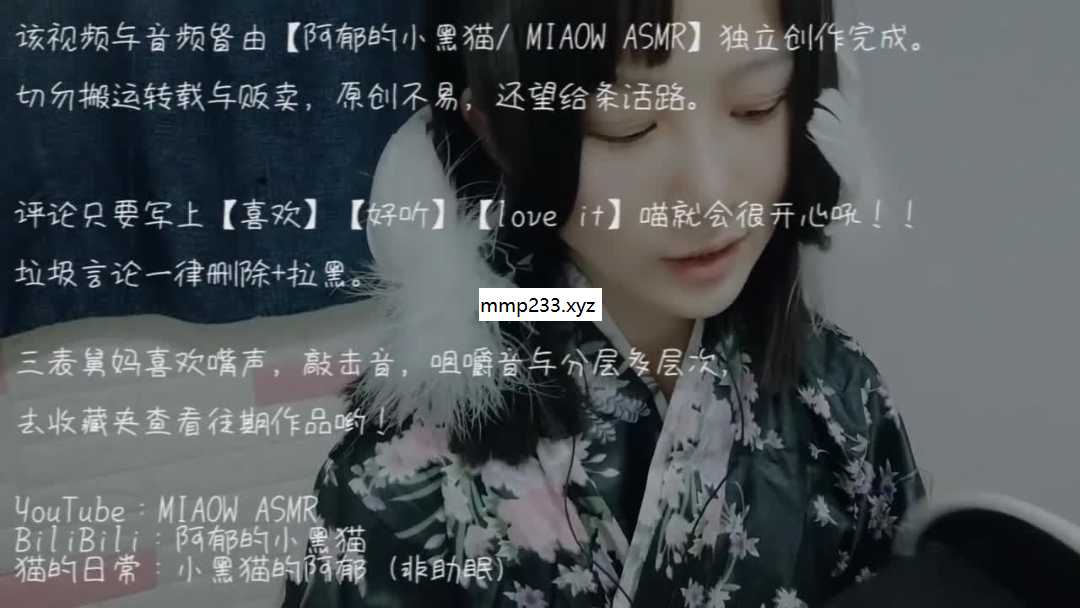 该视频与音频皆由【阿郁的小黑猫/ MIAOW ASMR】独立创作完成。
切勿搬运转载与贩卖，原创不易，还望给条活路。
评论只要写上【喜欢】【好听】【love it】喵就会很开心吼！！
垃圾言论一律删除+拉黑。
mmp233.xyz
三表舅妈喜欢嘴声，敲击音，咀嚼音与分层多层次，
去收藏夹查看往期作品哟！
YouTube：MIAOW ASMR
BiliBili：阿郁的小黑猫
猫的日常：小黑猫的阿郁（非助眠）